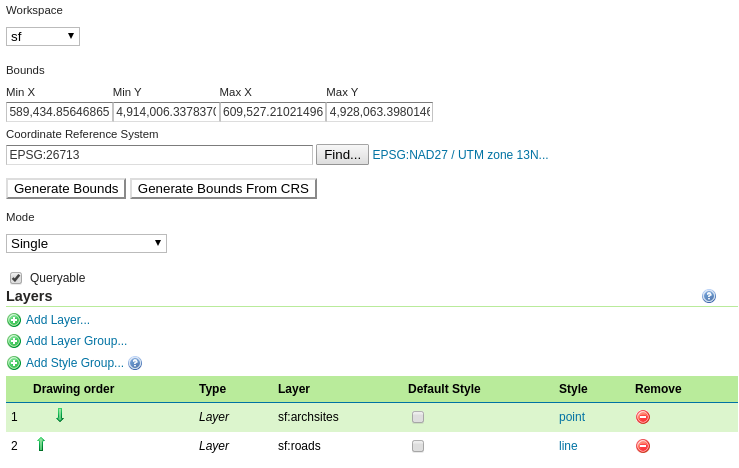 Workspace
sf
Bounds
Min X Min Y Max X Max Y
589,434.85646865 4,914,006.3378370 609,527.21021496 4,928,063.3980146
Coordinate Reference System
EPSG:26713 Find... EPSG:NAD27 / UTM zone 13N...
Generate Bounds Generate Bounds From CRS
Mode
Single
Queryable
Layers
Add Layer...
Add Layer Group...
Add Style Group...
Drawing order Type Layer Default Style Style Remove
1 Layer sf:archsites point
2 Layer sf:roads line